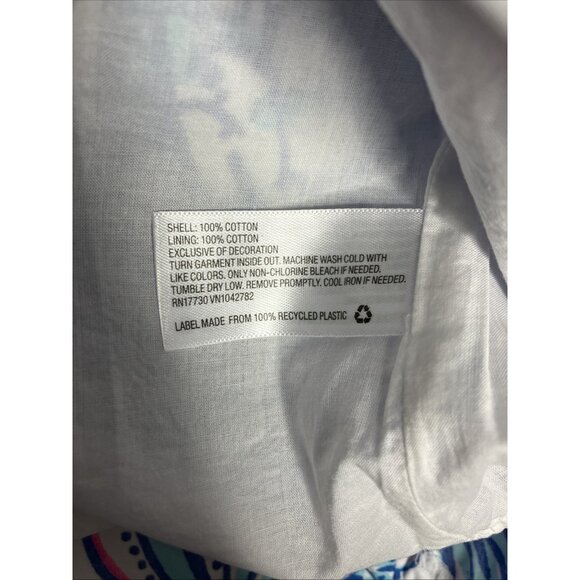 SHELL: 100% COTTON
LINING: 100% COTTON
EXCLUSIVE OF DECORATION
TURN GARMENT INSIDE OUT. MACHINE WASH COLD WITH
LIKE COLORS. ONLY NON-CHLORINE BLEACH IF NEEDED.
TUMBLE DRY LOW. REMOVE PROMPTLY. COOL IRON IF NEEDED.
RN17730 VN1042782
LABEL MADE FROM 100% RECYCLED PLASTIC